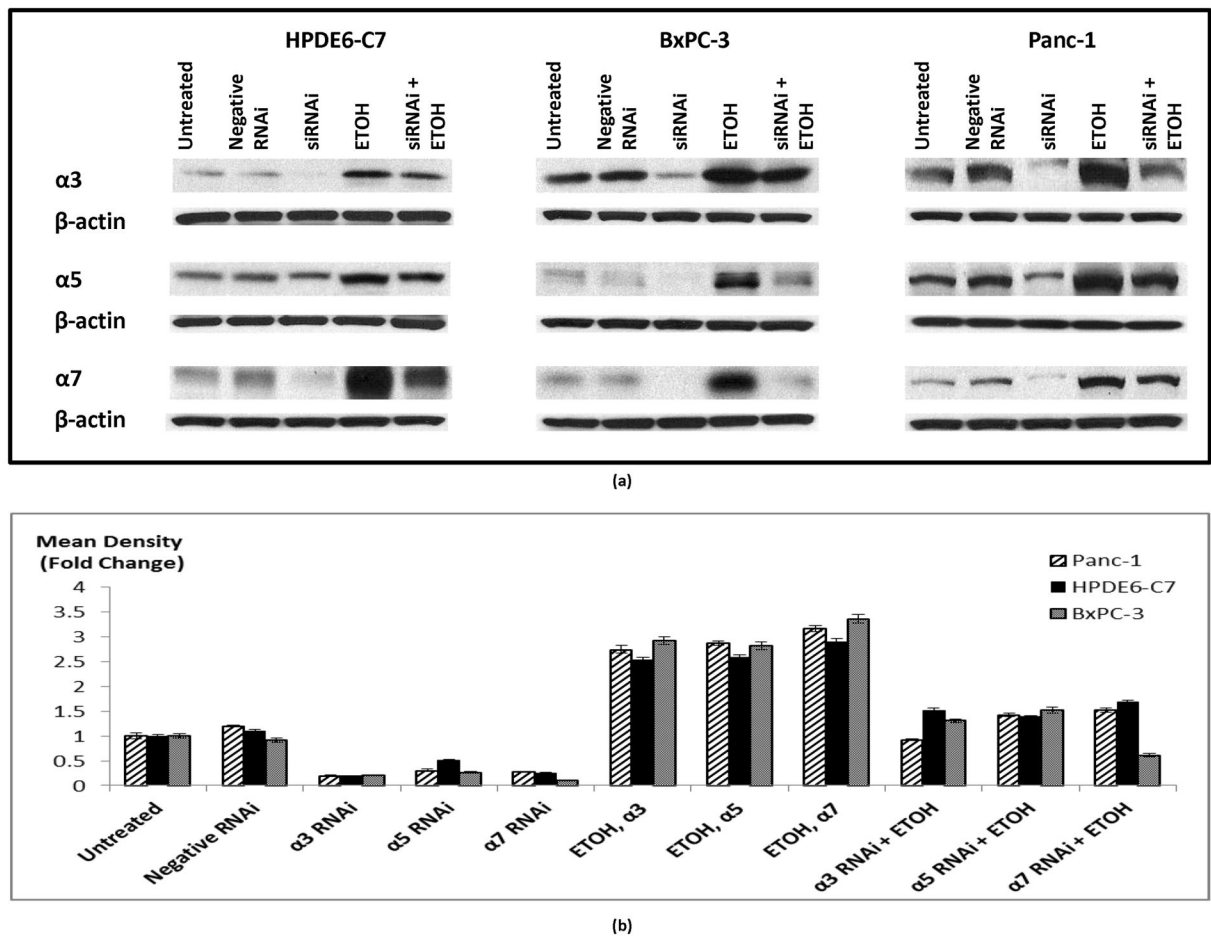 HPDE6-C7 BxPC-3 Panc-1
Untreated Negative RNAi siRNAi ETOH siRNAi + ETOH Untreated Negative RNAi siRNAi ETOH siRNAi + ETOH Untreated Negative RNAi siRNAi ETOH siRNAi + ETOH
α3
β-actin
α5
β-actin
α7
β-actin
(a)
Mean Density
(Fold Change)
Panc-1
HPDE6-C7
BxPC-3
4
3.5
3
2.5
2
1.5
1
0.5
0
Untreated Negative RNAi α3 RNAi α5 RNAi α7 RNAi ETOH, α3 ETOH, α5 ETOH, α7 α3 RNAi+ ETOH α5 RNAi+ ETOH α7 RNAi+ ETOH
(b)